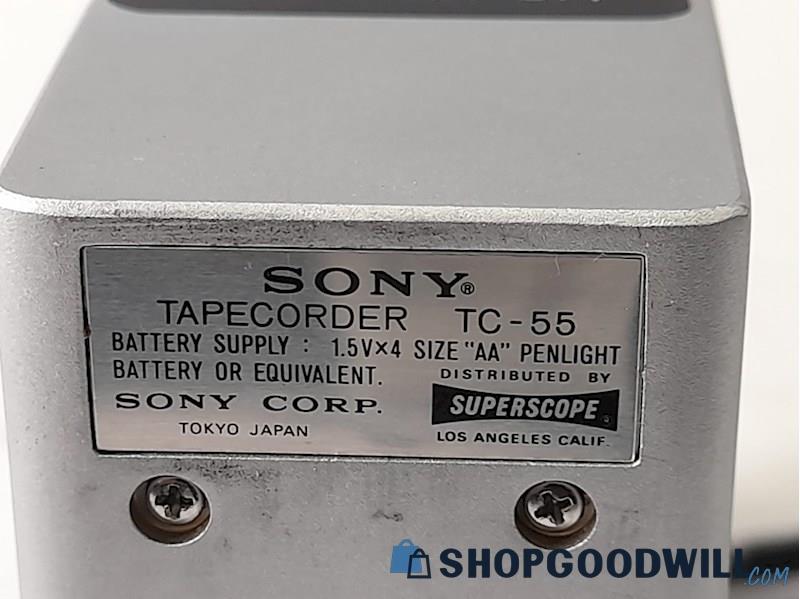 SONY®
TAPECORDER TC-55
BATTERY SUPPLY : 1.5V×4 SIZE "AA" PENLIGHT
BATTERY OR EQUIVALENT.
DISTRIBUTED BY
SONY CORP.
SUPERSCOPE
TOKYO JAPAN
LOS ANGELES CALIF.
SHOPGOODWILL.COM